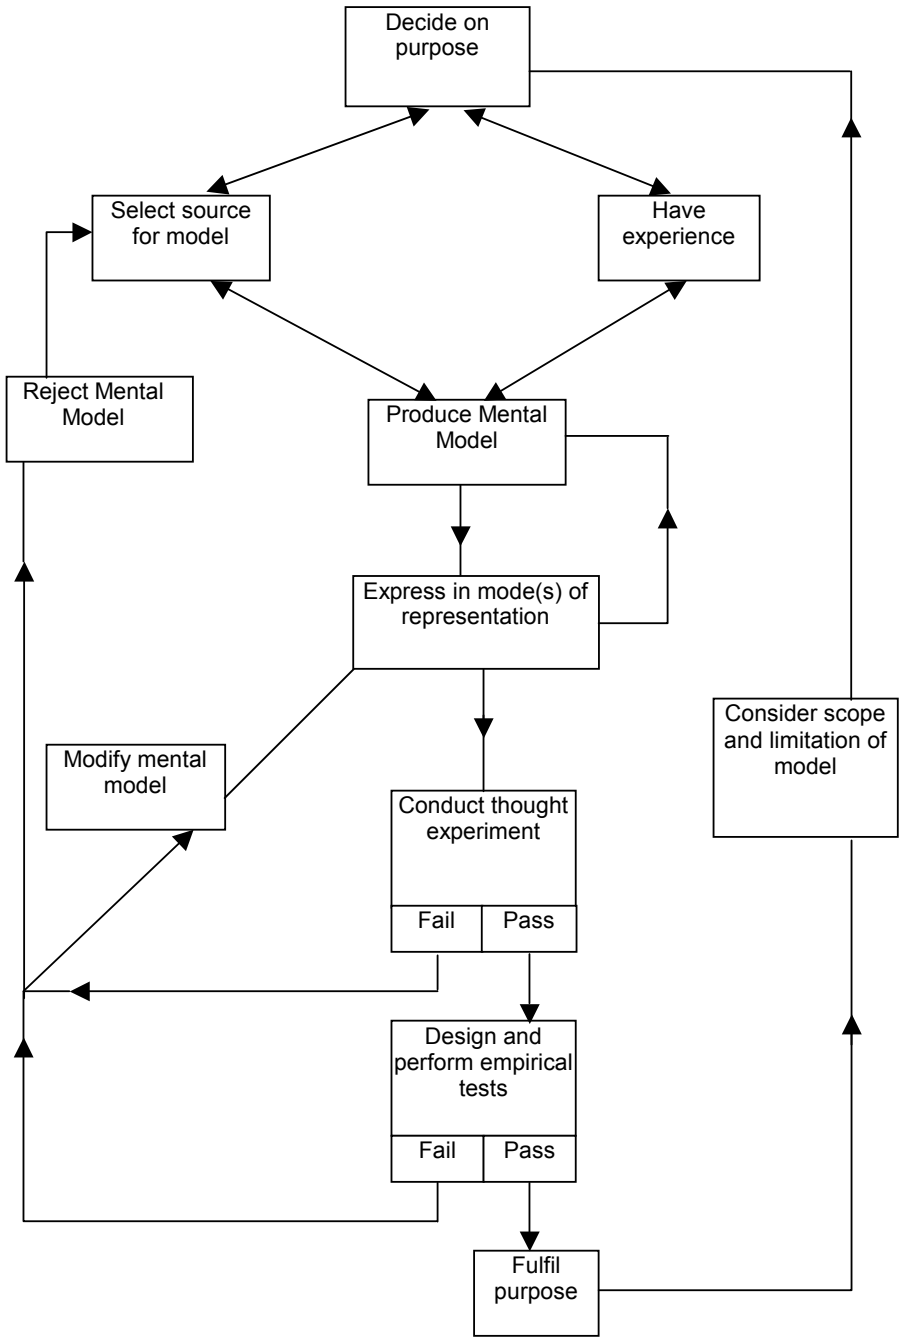 Decide on
purpose
Select source
for model
Have
experience
Reject Mental
Model
Produce Mental
Model
Express in mode(s) of
representation
Consider scope
and limitation of
model
Modify mental
model
Conduct thought
experiment
Fail
Pass
Design and
perform empirical
tests
Fail
Pass
Fulfil
purpose